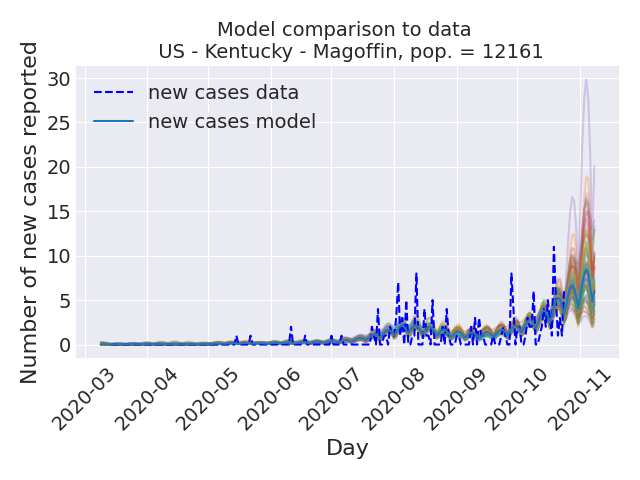 Model comparison to data
US - Kentucky - Magoffin, pop. = 12161
Number of new cases reported
30
25
20
15
10
5
0
new cases data
new cases model
2020-03
2020-04
2020-05
2020-06
2020-07
2020-08
2020-09
2020-10
2020-11
Day